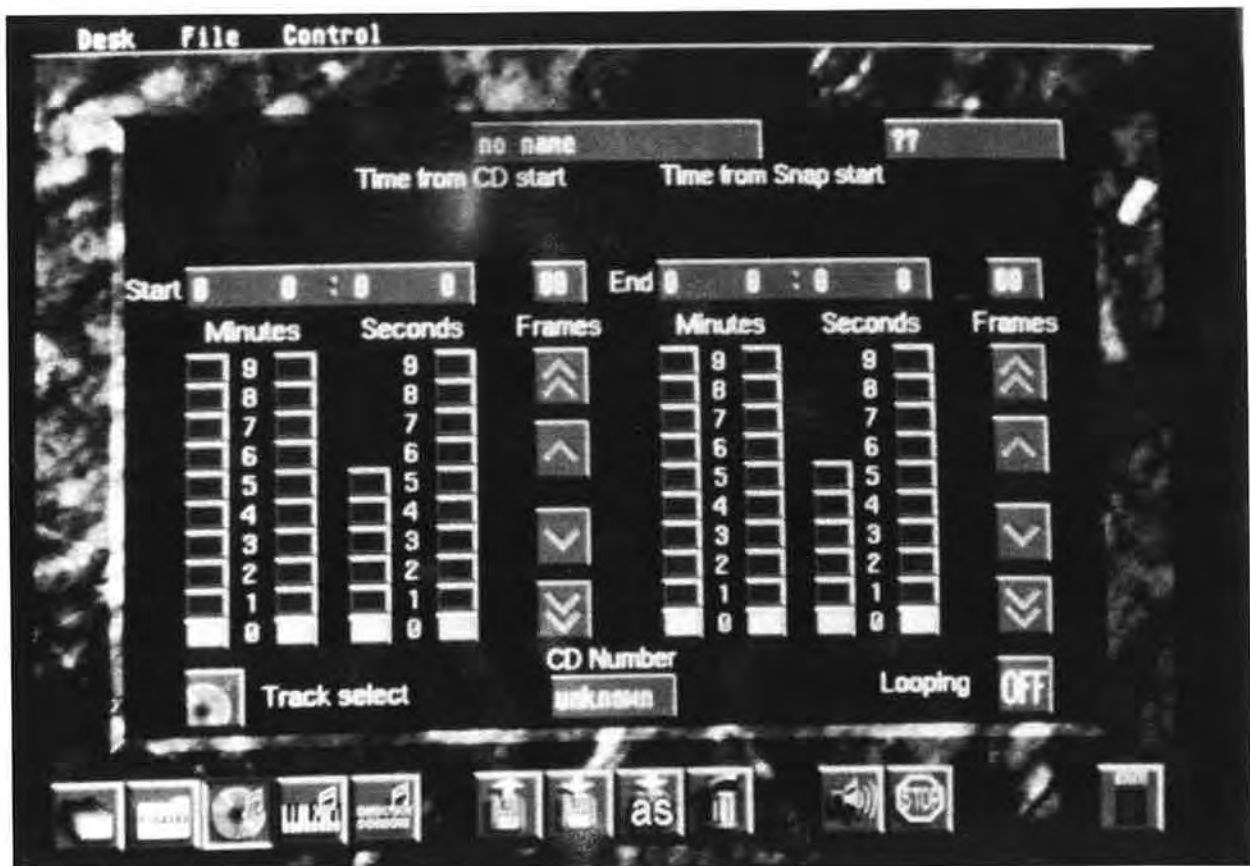 Desk File Control
no name ??
Time from CD start Time from Snap start
Start 0 0 : 0 0 00 End 0 0 : 0 0 00
Minutes Seconds Frames Minutes Seconds Frames
9 9 9 9
8 8 8 8
7 7 7 7
6 6 6 6
5 5 5 5
4 4 4 4
3 3 3 3
2 2 2 2
1 1 1 1
0 0 0 0
CD Number
Track select unknown Looping OFF
as STOP